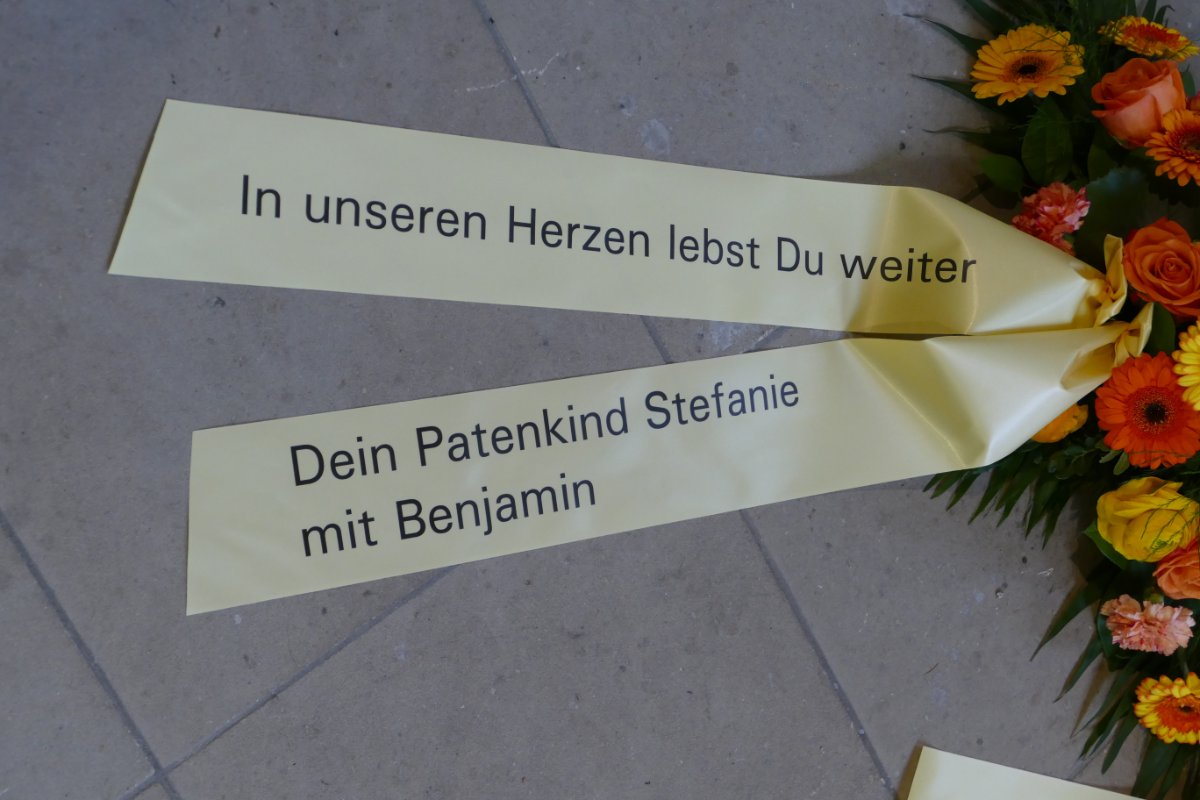 In unseren Herzen lebst Du weiter
Dein Patenkind Stefanie
mit Benjamin